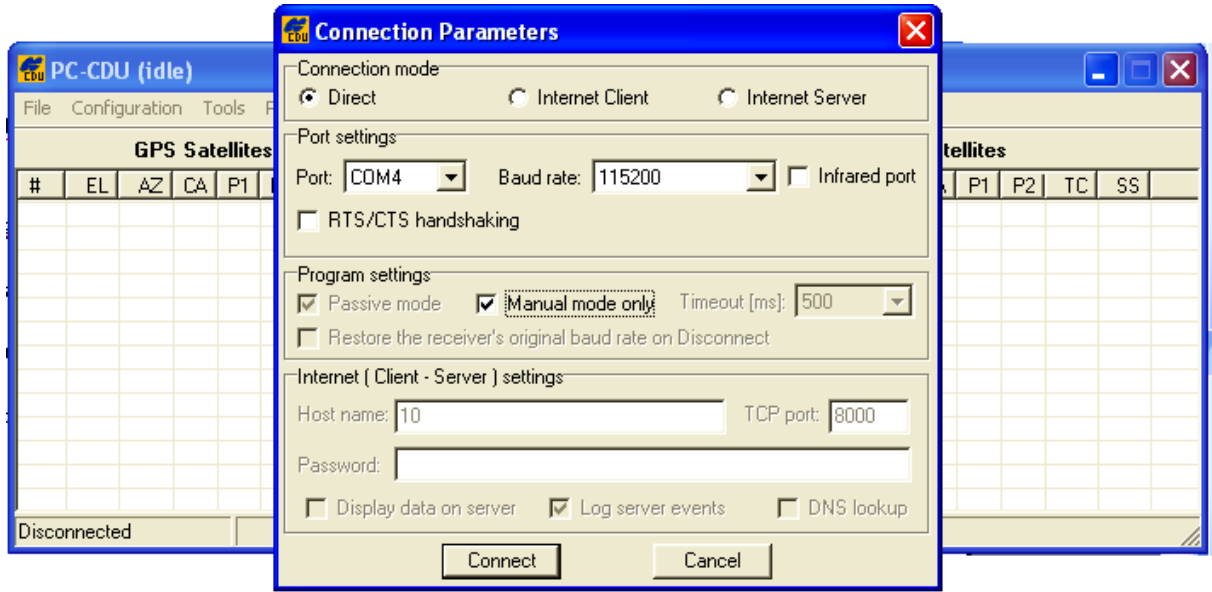 CDU Connection Parameters
CDU PC-CDU (idle)
File Configuration Tools
GPS Satellites
# EL AZ CA P1
tellites
P1 P2 TC SS
Disconnected
Connection mode
Direct Internet Client Internet Server
Port settings
Port: COM4 Baud rate: 115200 Infrared port
RTS/CTS handshaking
Program settings
Passive mode Manual mode only Timeout [ms]: 500
Restore the receiver's original baud rate on Disconnect
Internet ( Client - Server ) settings
Host name: 10 TCP port: 8000
Password:
Display data on server Log server events DNS lookup
Connect Cancel